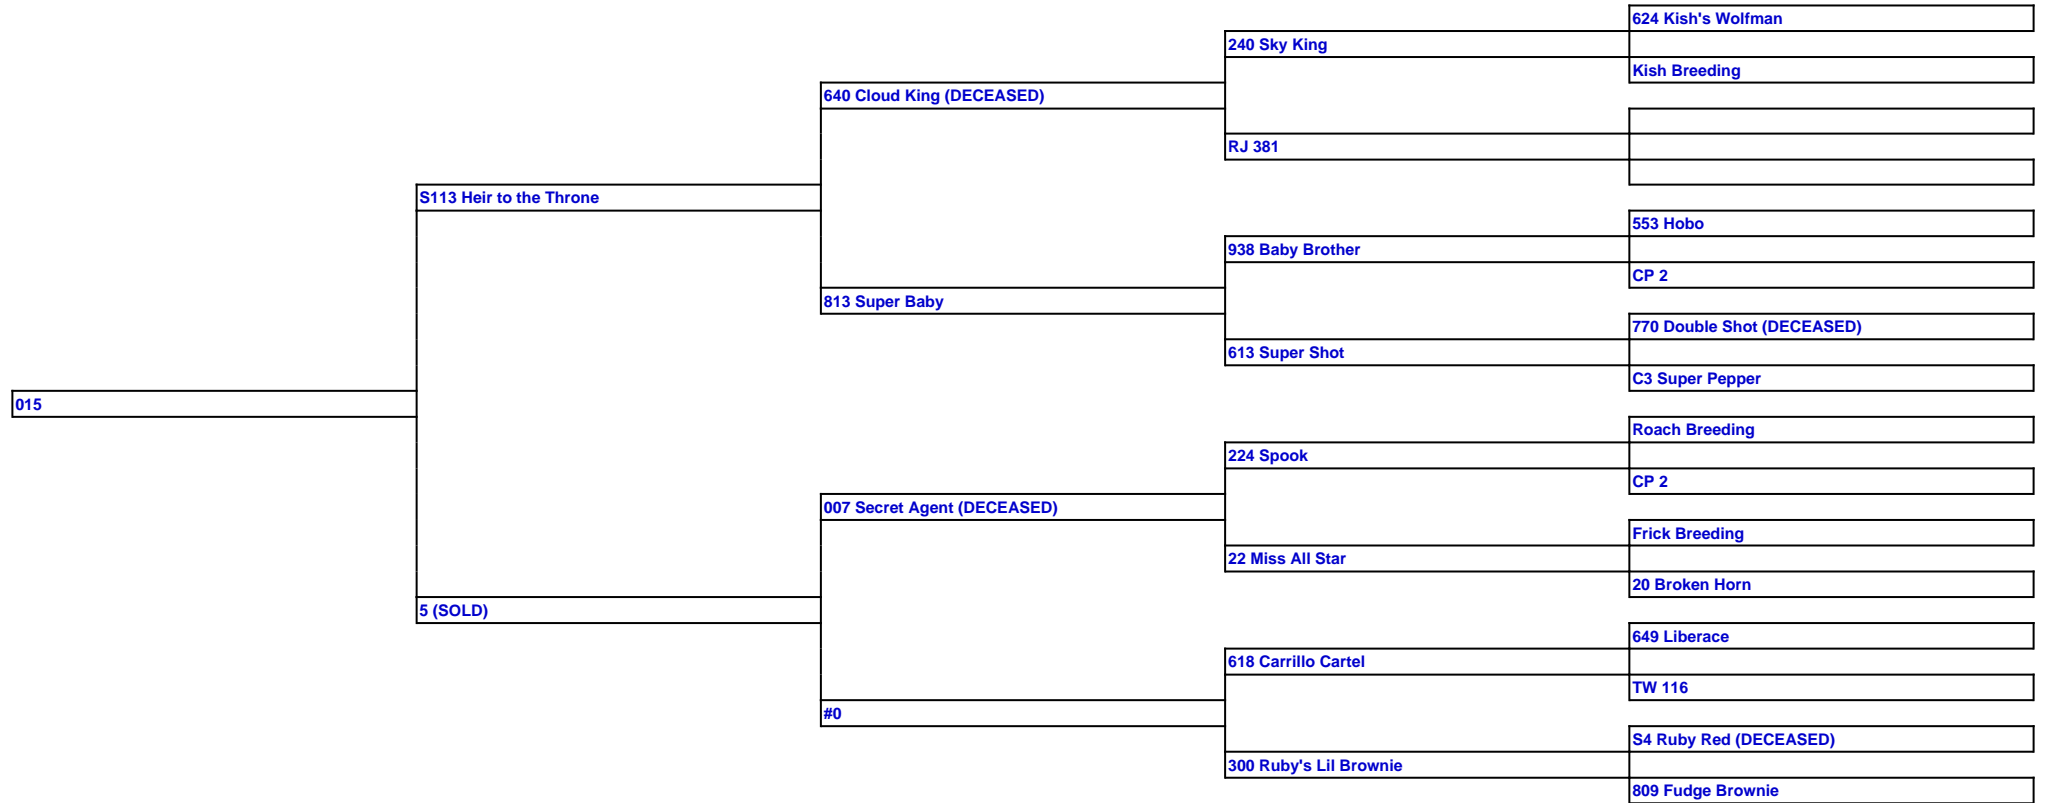 624 Kish's Wolfman
240 Sky King
Kish Breeding
640 Cloud King (DECEASED)
RJ 381
S113 Heir to the Throne
553 Hobo
938 Baby Brother
CP 2
813 Super Baby
770 Double Shot (DECEASED)
613 Super Shot
C3 Super Pepper
015
Roach Breeding
224 Spook
CP 2
007 Secret Agent (DECEASED)
Frick Breeding
22 Miss All Star
20 Broken Horn
5 (SOLD)
649 Liberace
618 Carrillo Cartel
TW 116
#0
S4 Ruby Red (DECEASED)
300 Ruby's Lil Brownie
809 Fudge Brownie